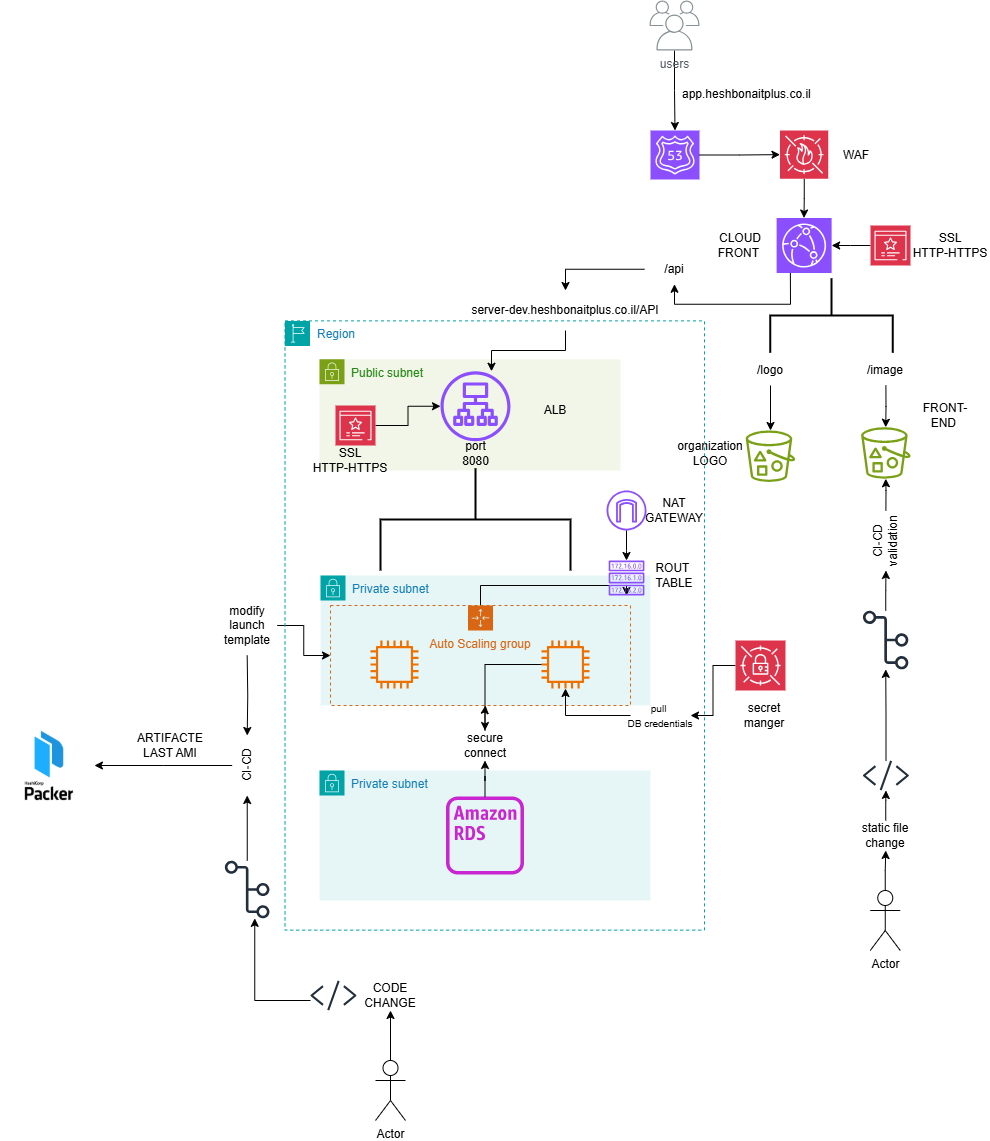 users
app.heshbonaitplus.co.il
53
WAF
CLOUD
FRONT
SSL
HTTP-HTTPS
/api
server-dev.heshbonaitplus.co.il/API
Region
Public subnet
/logo
/image
ALB
FRONT-
END
SSL
HTTP-HTTPS
port
8080
organization
LOGO
NAT
GATEWAY
CI-CD
validation
172.16.0.0
172.16.1.0
172.16.2.0
ROUT
TABLE
Private subnet
modify
launch
template
Auto Scaling group
pull
DB credentials
secret
manger
secure
connect
ARTIFACTE
LAST AMI
CI-CD
HashiCorp
Packer
Private subnet
Amazon
RDS
static file
change
Actor
CODE
CHANGE
Actor